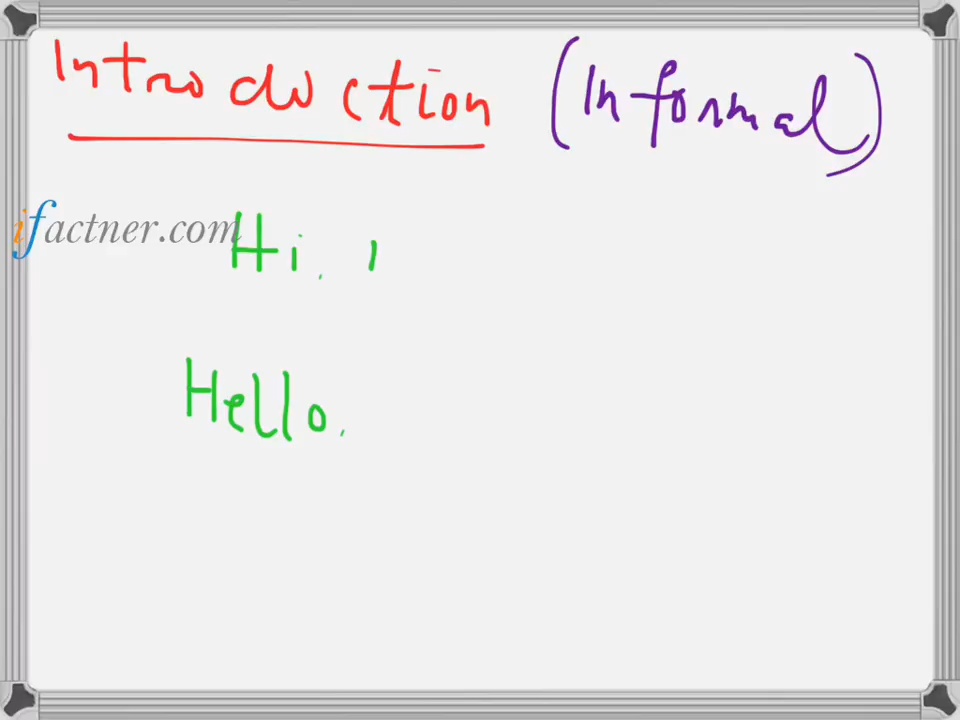 Introduction (Informal)
ifactner.com
Hi. I
Hello.